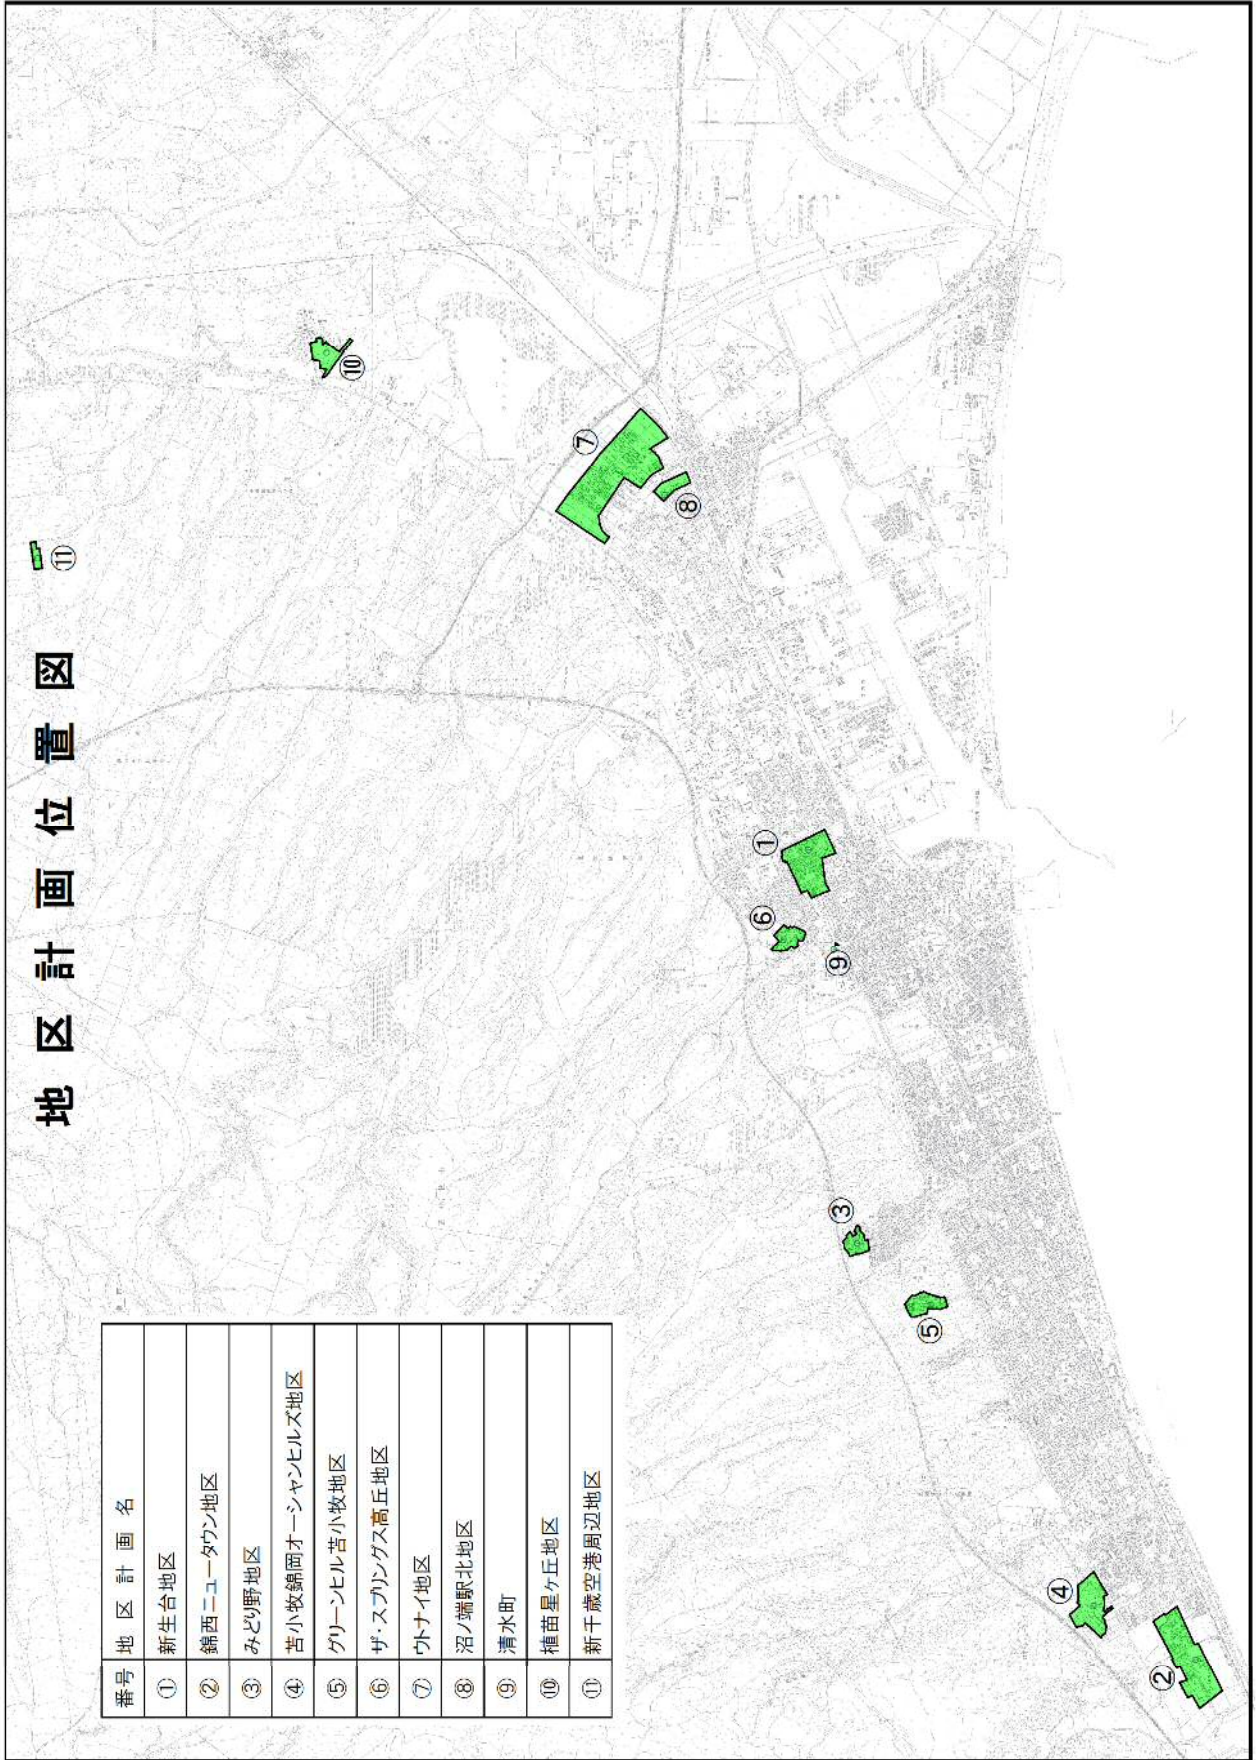 地区計画位置図
番号 地区計画名
① 新生台地区
② 錦西ニュータウン地区
③ みどり野地区
④ 苫小牧錦岡オーシャンヒルズ地区
⑤ グリーンヒル苫小牧地区
⑥ ザ・スプリングス高丘地区
⑦ ウトナイ地区
⑧ 沼ノ端駅北地区
⑨ 清水町
⑩ 植苗星ヶ丘地区
⑪ 新千歳空港周辺地区
⑪
⑩
⑦
⑧
①
⑥
⑨
③
⑤
④
②